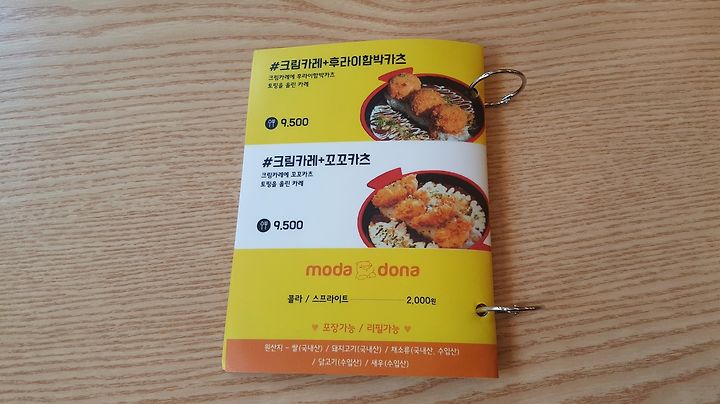 #크림카레+후라이함박카츠
크림카레에 후라이함박카츠
토핑을 올린 카레
9,500
#크림카레+꼬꼬카츠
크림카레에 꼬꼬카츠
토핑을 올린 카레
9,500
moda dona
콜라 / 스프라이트 2,000원
♥ 포장가능 / 리필가능 ♥
원산지 - 쌀(국내산) / 돼지고기(국내산) / 채소류(국내산, 수입산)
/ 닭고기(수입산) / 새우(수입산)